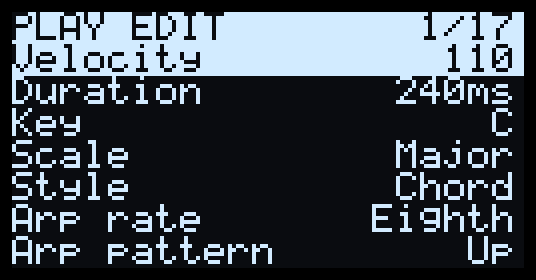 PLAY EDIT 1/17
Velocity 110
Duration 240ms
Key C
Scale Major
Style Chord
Arp rate Eighth
Arp pattern Up